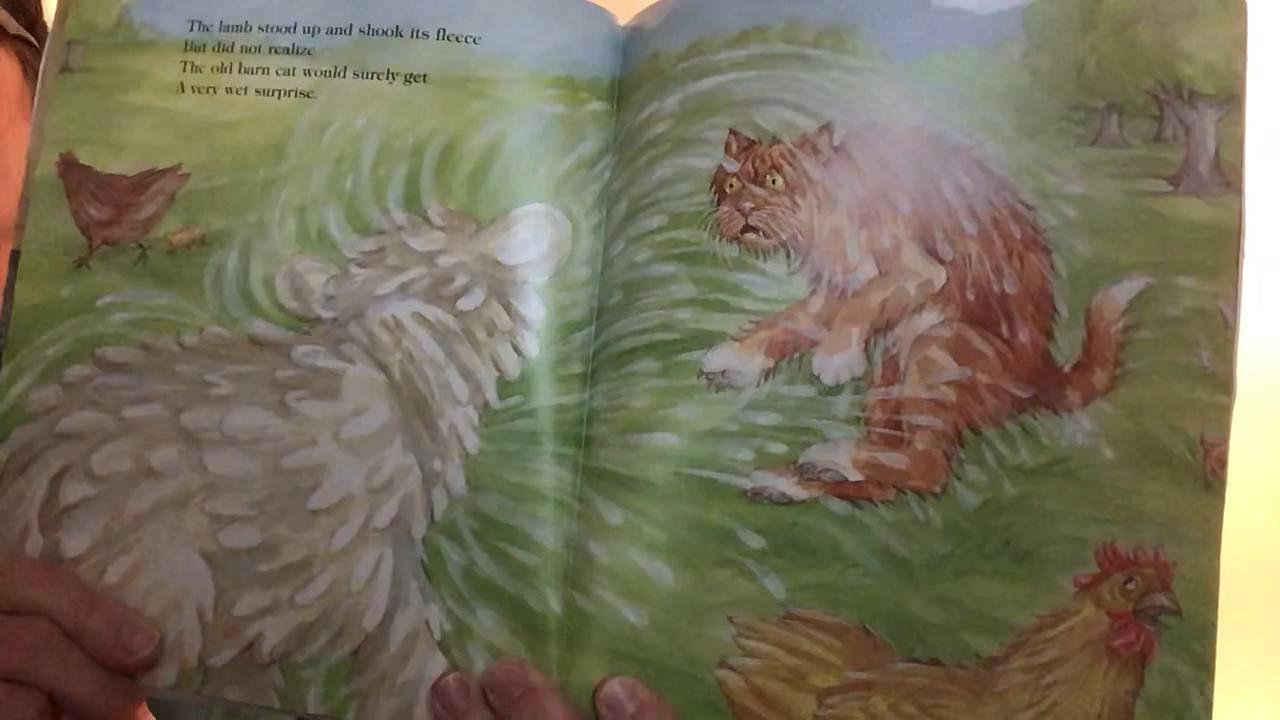 The lamb stood up and shook its fleece
But did not realize
The old barn cat would surely get
A very wet surprise.